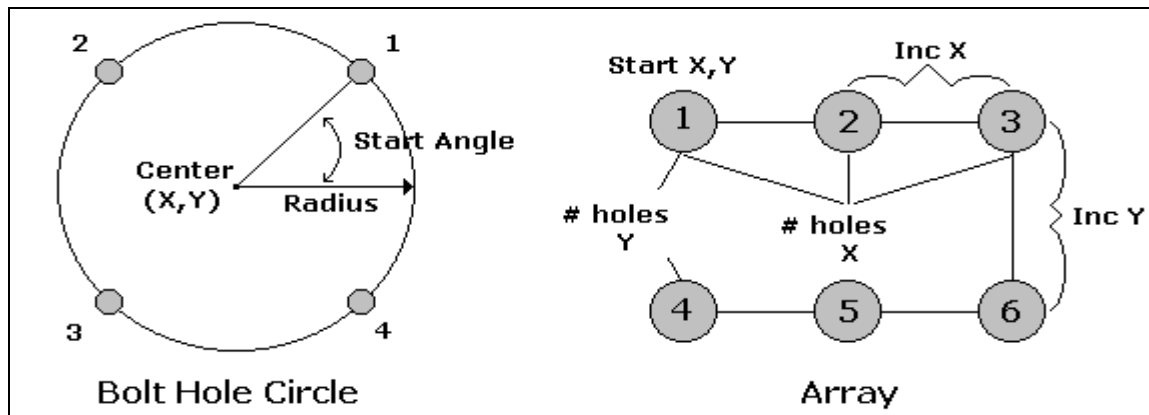 2
1
Start Angle
Center
(X,Y)
Radius
3
4
Bolt Hole Circle
Start X,Y
Inc X
1
2
3
# holes
Y
# holes
X
Inc Y
4
5
6
Array